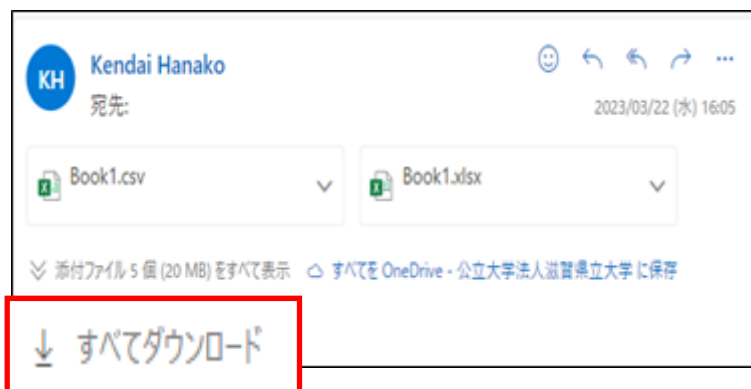 KH
Kendai Hanako
宛先:
2023/03/22 (水) 16:05
Book1.csv
Book1.xlsx
添付ファイル 5 個 (20 MB) をすべて表示 すべてを OneDrive - 公立大学法人滋賀県立大学 に保存
すべてダウンロード